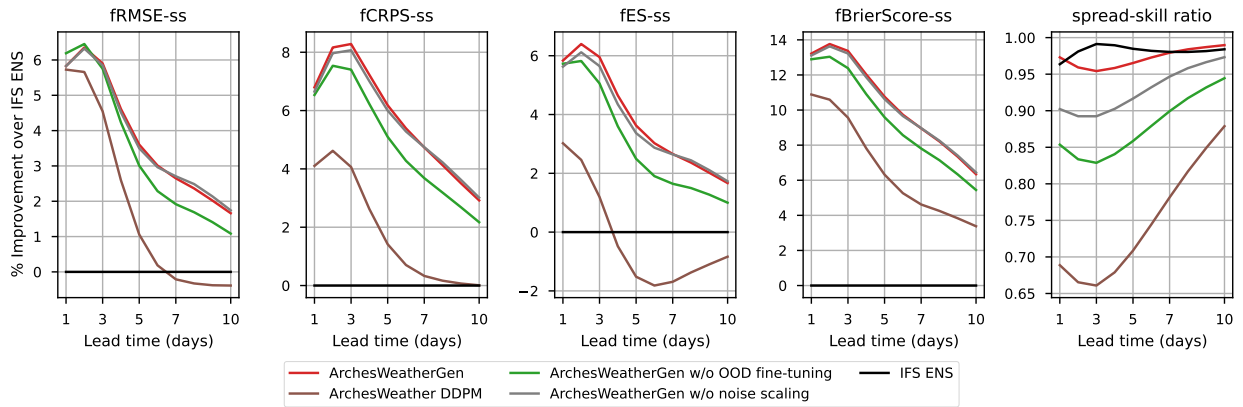 fRMSE-ss
fCRPS-ss
fES-ss
fBrierScore-ss
spread-skill ratio
% Improvement over IFS ENS
6
5
4
3
2
1
0
1 3 5 7 10
Lead time (days)
8
6
4
2
0
1 3 5 7 10
Lead time (days)
6
4
2
0
−2
1 3 5 7 10
Lead time (days)
14
12
10
8
6
4
2
0
1 3 5 7 10
Lead time (days)
1.00
0.95
0.90
0.85
0.80
0.75
0.70
0.65
1 3 5 7 10
Lead time (days)
ArchesWeatherGen
ArchesWeather DDPM
ArchesWeatherGen w/o OOD fine-tuning
ArchesWeatherGen w/o noise scaling
IFS ENS